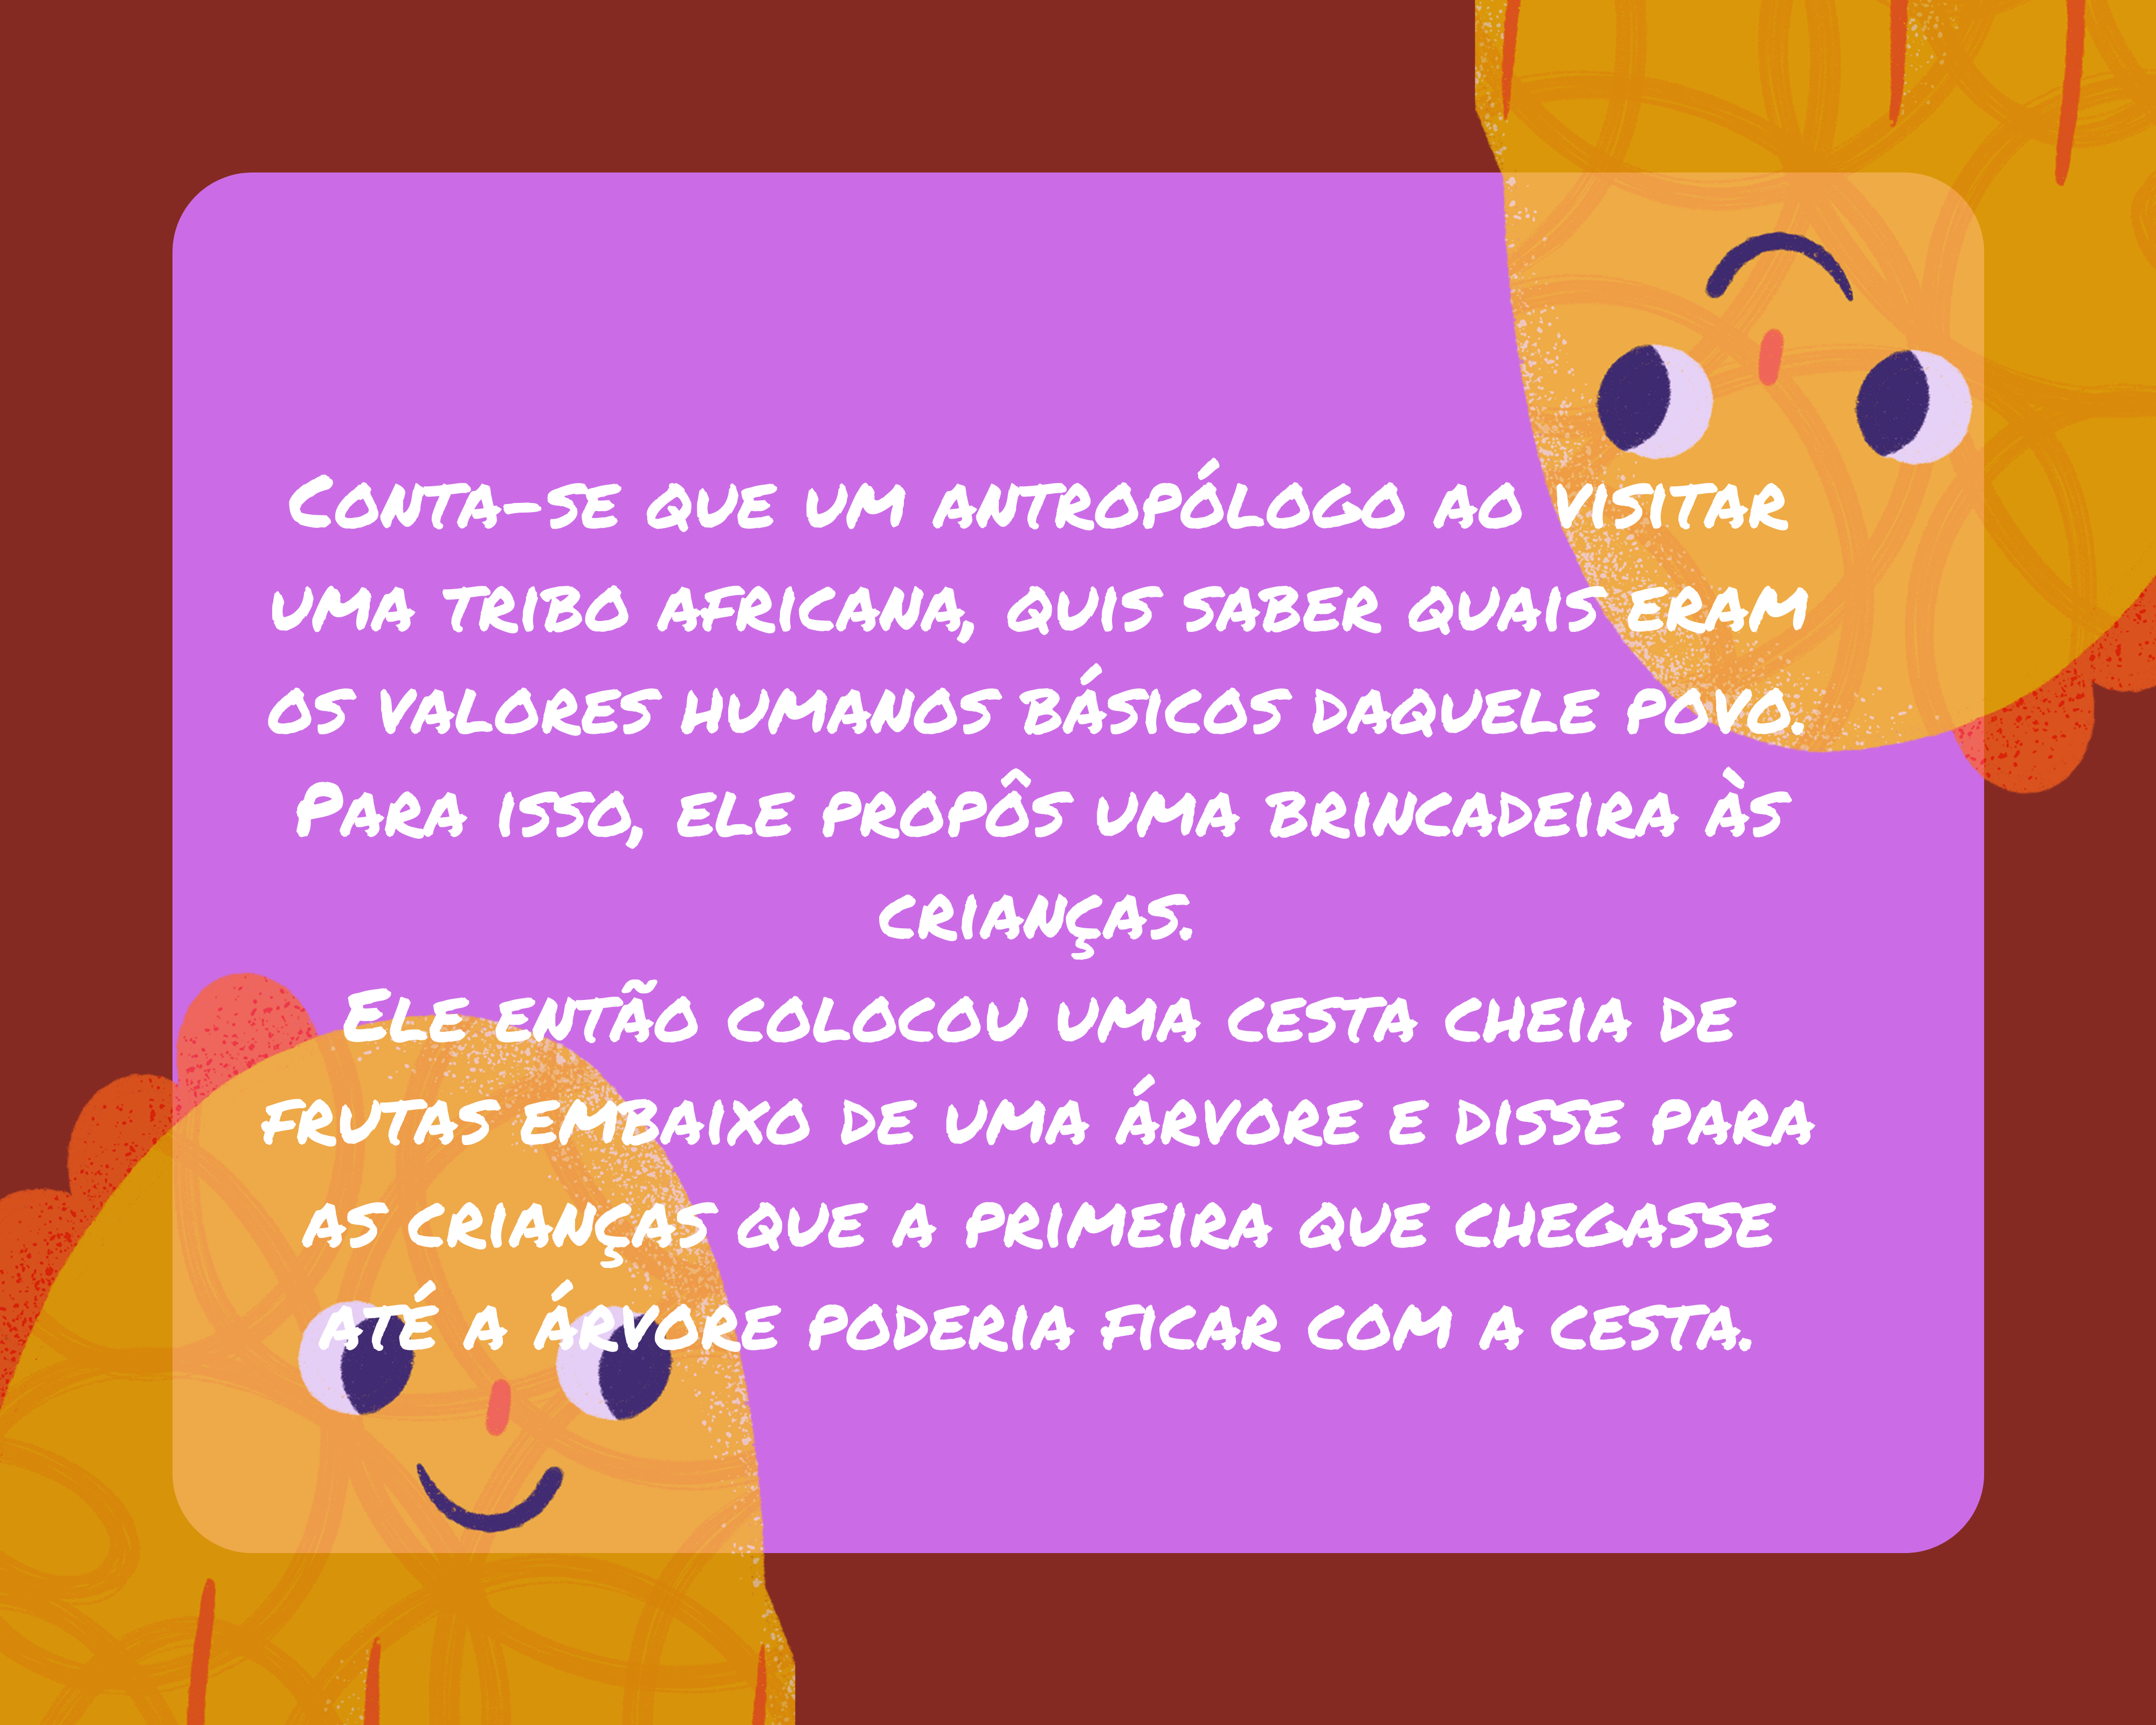 Conta-se que um antropólogo ao visitar
uma tribo africana, quis saber quais eram
os valores humanos básicos daquele povo.
Para isso, ele propôs uma brincadeira às
crianças.
Ele então colocou uma cesta cheia de
frutas embaixo de uma árvore e disse para
as crianças que a primeira que chegasse
até a árvore poderia ficar com a cesta.